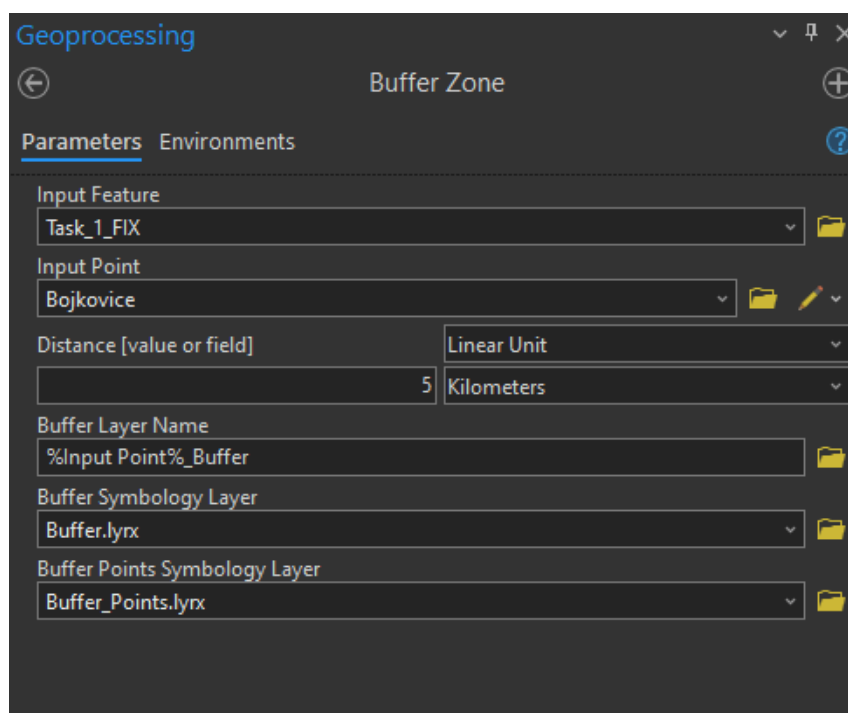 Geoprocessing
Buffer Zone
Parameters Environments
Input Feature
Task_1_FIX
Input Point
Bojkovice
Distance [value or field] Linear Unit
5 Kilometers
Buffer Layer Name
%Input Point%_Buffer
Buffer Symbology Layer
Buffer.lyrx
Buffer Points Symbology Layer
Buffer_Points.lyrx